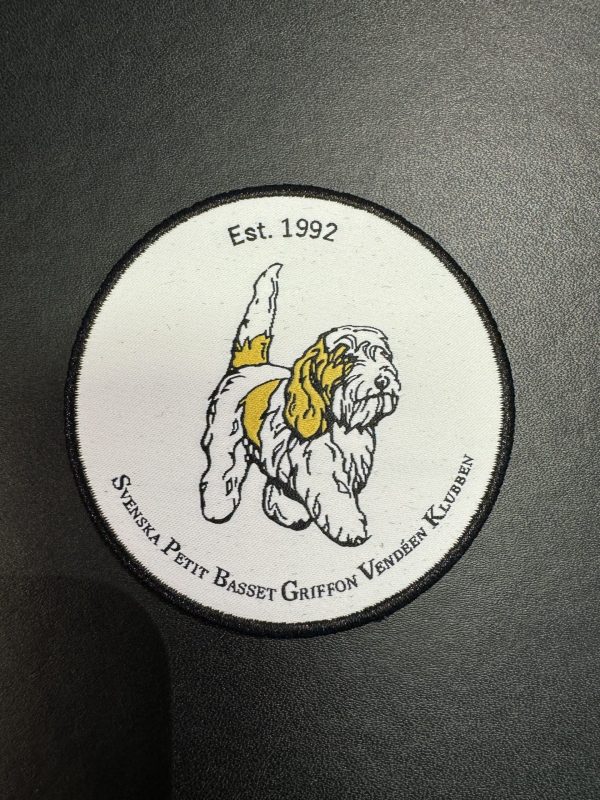 Est. 1992
Svenska Petit Basset Griffon Vendéen Klubben